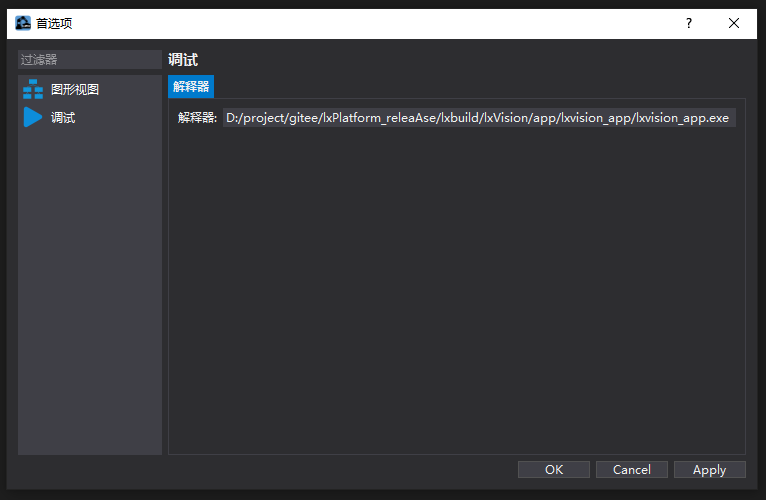 首选项
?
过滤器
图形视图
调试
调试
解释器
解释器: D:/project/gitee/lxPlatform_releaAse/lxbuild/lxVision/app/lxvision_app/lxvision_app.exe
OK Cancel Apply